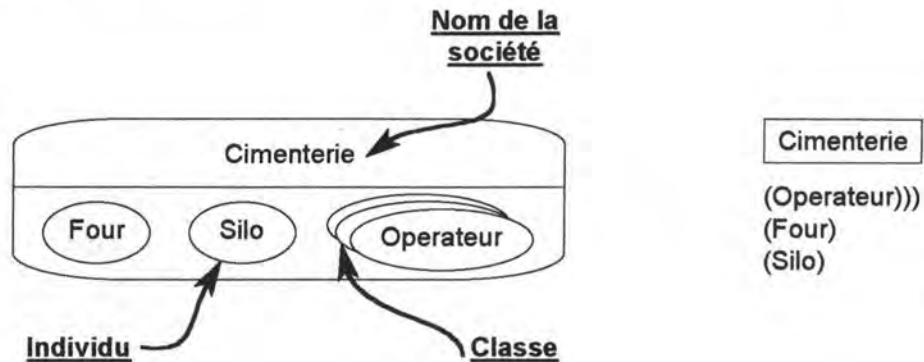 Nom de la
société
Cimenterie
Four
Silo
Operateur
Individu
Classe
Cimenterie
(Operateur)))
(Four)
(Silo)